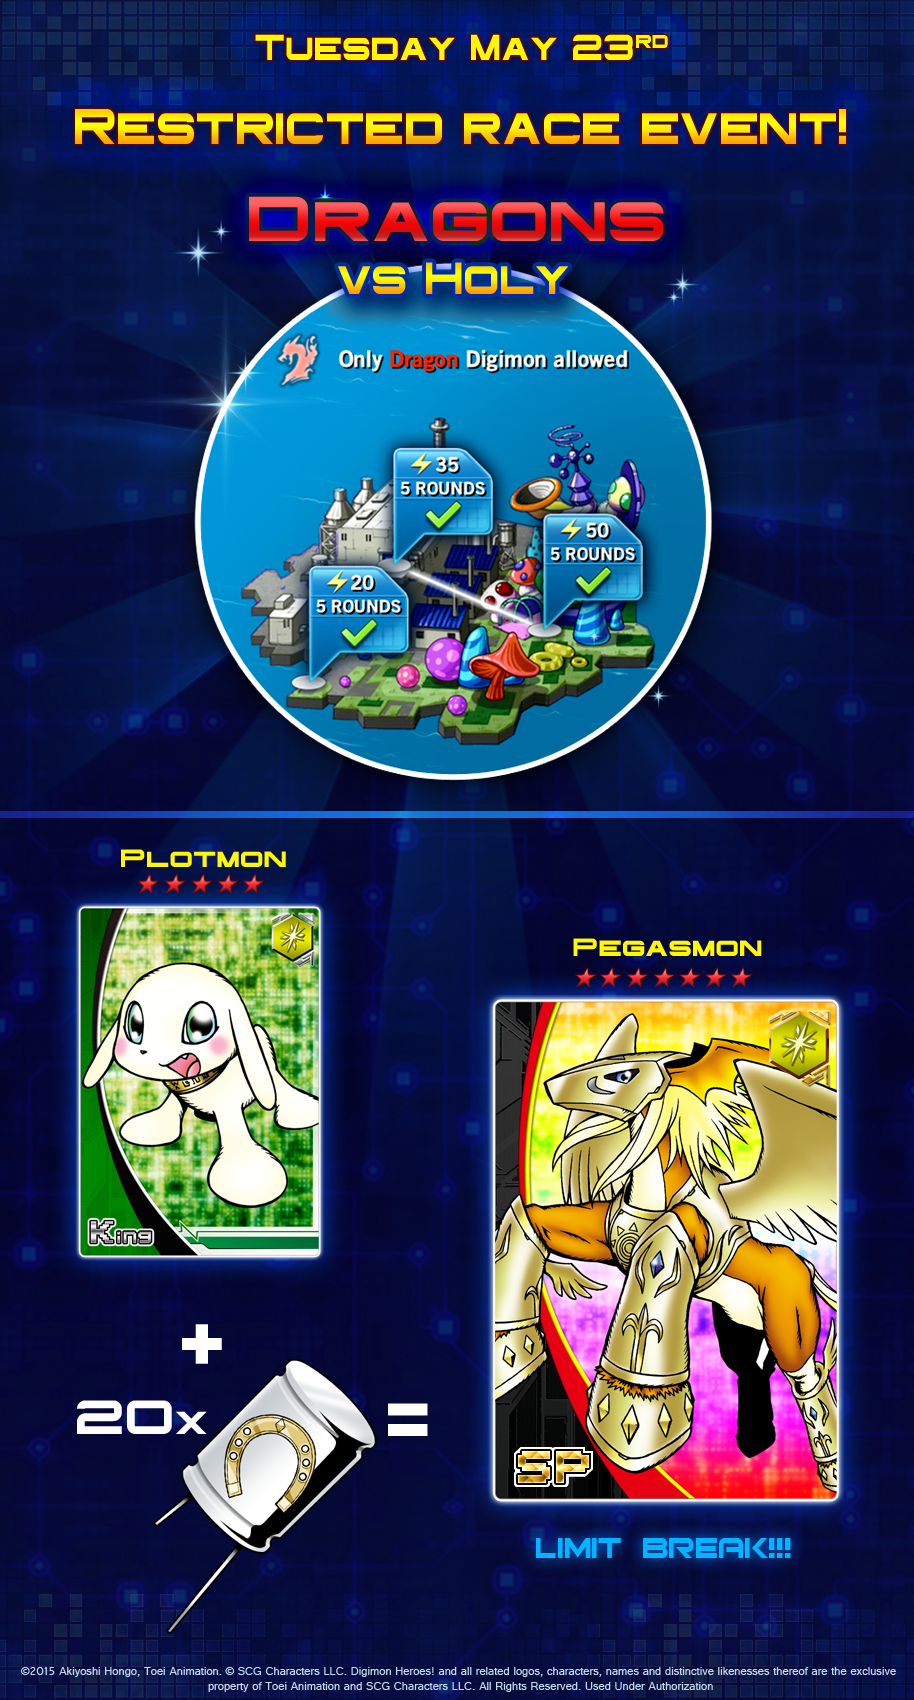 Tuesday May 23rd
Restricted race event!
Dragons
vs Holy
Only Dragon Digimon allowed
35
5 ROUNDS
50
5 ROUNDS
20
5 ROUNDS
Plotmon
Pegasmon
King
+
20x
=
SP
LIMIT BREAK!!!
©2015 Akiyoshi Hongo, Toei Animation. © SCG Characters LLC. Digimon Heroes! and all related logos, characters, names and distinctive likenesses thereof are the exclusive
property of Toei Animation and SCG Characters LLC. All Rights Reserved. Used Under Authorization